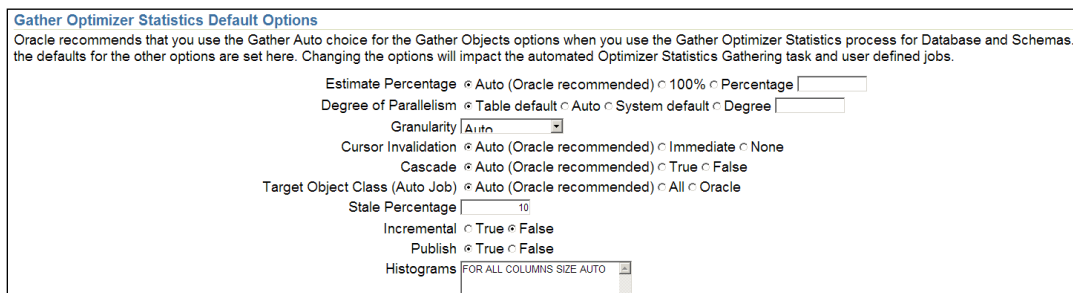 Gather Optimizer Statistics Default Options
Oracle recommends that you use the Gather Auto choice for the Gather Objects options when you use the Gather Optimizer Statistics process for Database and Schemas.
the defaults for the other options are set here. Changing the options will impact the automated Optimizer Statistics Gathering task and user defined jobs.
Estimate Percentage Auto (Oracle recommended) 100% Percentage
Degree of Parallelism Table default Auto System default Degree
Granularity Auto
Cursor Invalidation Auto (Oracle recommended) Immediate None
Cascade Auto (Oracle recommended) True False
Target Object Class (Auto Job) Auto (Oracle recommended) All Oracle
Stale Percentage 10
Incremental True False
Publish True False
Histograms FOR ALL COLUMNS SIZE AUTO